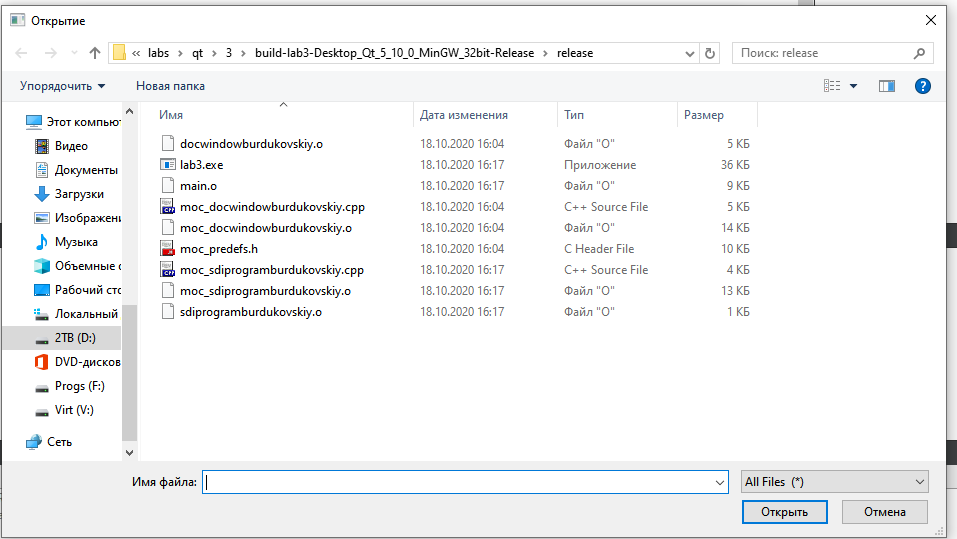 Открытие
« labs › qt › 3 › build-lab3-Desktop_Qt_5_10_0_MinGW_32bit-Release › release
Поиск: release
Упорядочить
Новая папка
Этот компьют
Видео
Документы
Загрузки
Изображени
Музыка
Объемные с
Рабочий сто
Локальный
2TB (D:)
DVD-дисков
Progs (F:)
Virt (V:)
Сеть
Имя Дата изменения Тип Размер
docwindowburdukovskiy.o 18.10.2020 16:04 Файл "O" 5 КБ
lab3.exe 18.10.2020 16:17 Приложение 36 КБ
main.o 18.10.2020 16:17 Файл "O" 9 КБ
moc_docwindowburdukovskiy.cpp 18.10.2020 16:04 C++ Source File 5 КБ
moc_docwindowburdukovskiy.o 18.10.2020 16:04 Файл "O" 14 КБ
moc_predefs.h 18.10.2020 16:04 C Header File 10 КБ
moc_sdiprogramburdukovskiy.cpp 18.10.2020 16:17 C++ Source File 4 КБ
moc_sdiprogramburdukovskiy.o 18.10.2020 16:17 Файл "O" 13 КБ
sdiprogramburdukovskiy.o 18.10.2020 16:17 Файл "O" 1 КБ
Имя файла:
All Files (*)
Открыть
Отмена